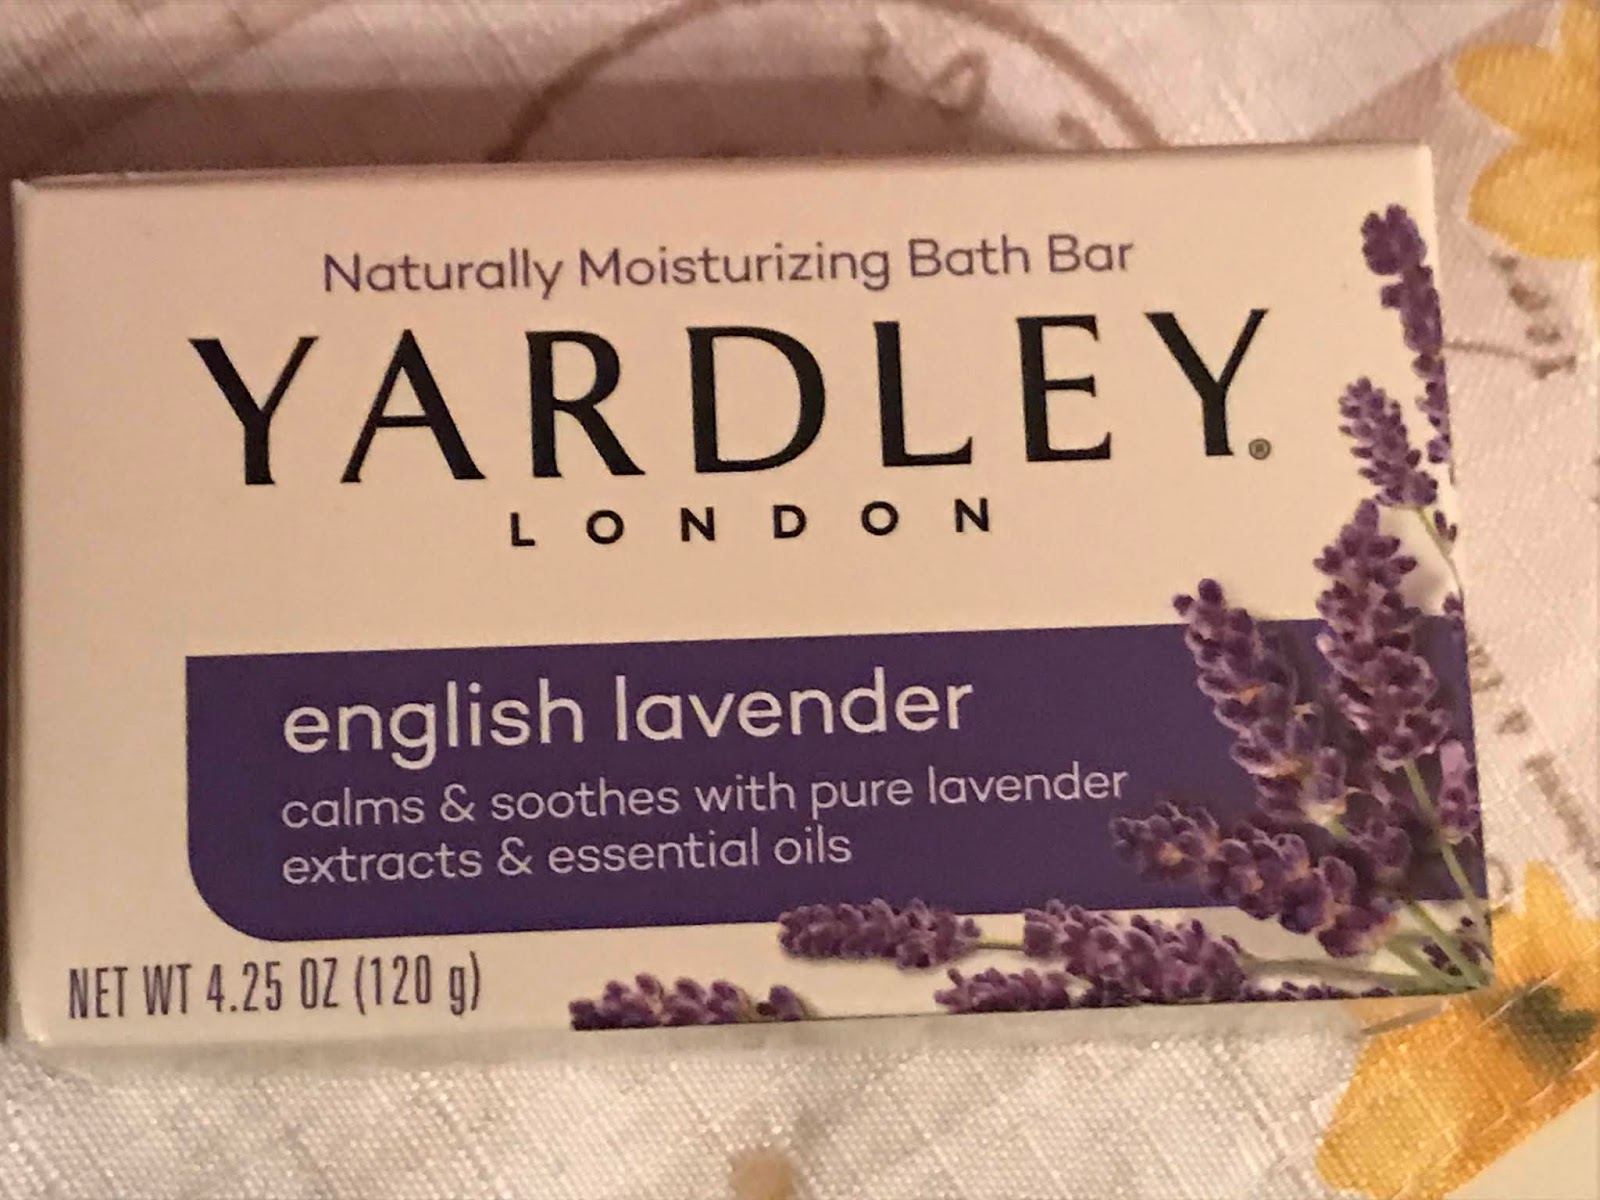 Naturally Moisturizing Bath Bar
YARDLEY®
LONDON
english lavender
calms & soothes with pure lavender
extracts & essential oils
NET WT 4.25 OZ (120 g)